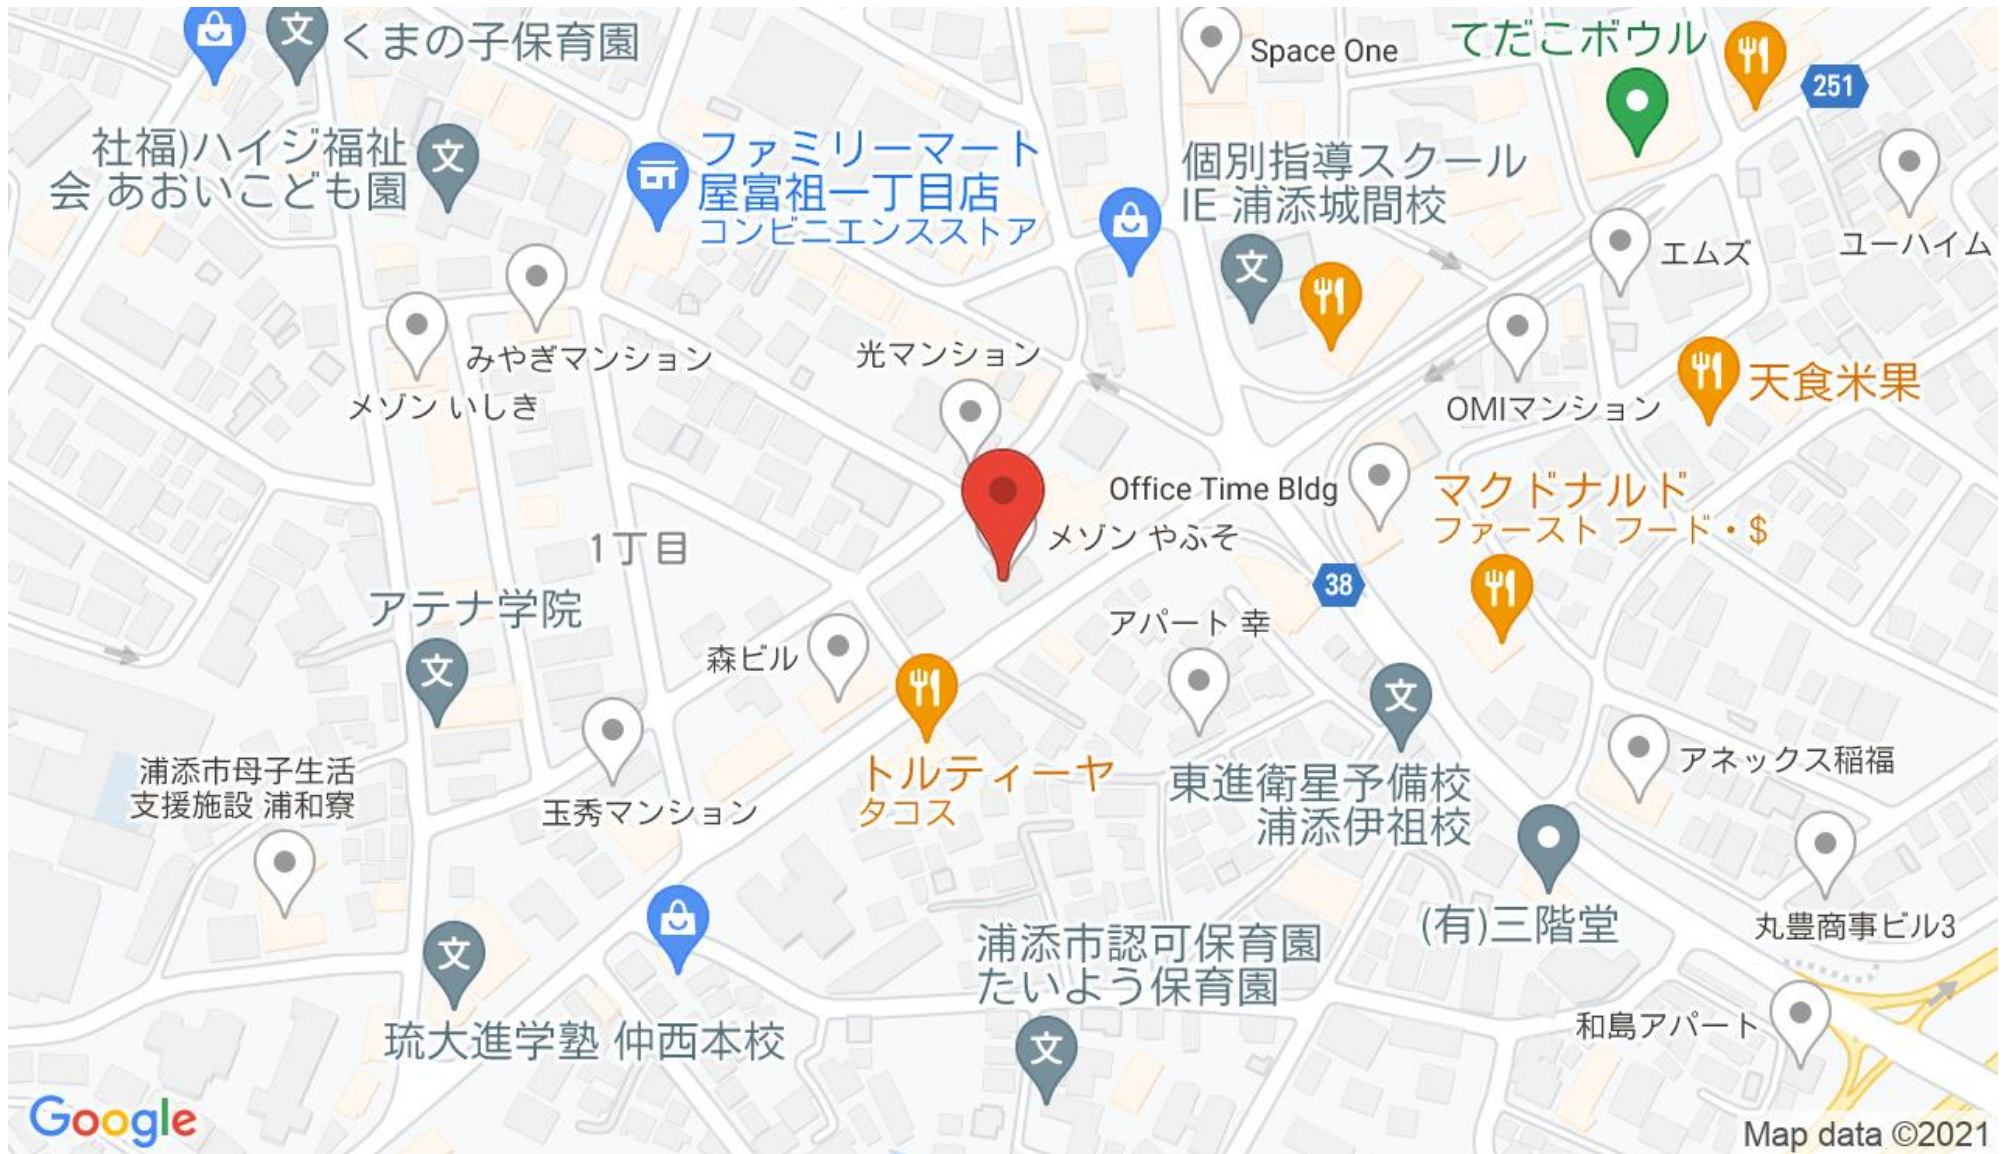 くまの子保育園
Space One
てだこボウル
251
社福)ハイジ福祉
会 あおいこども園
ファミリーマート
屋富祖一丁目店
コンビニエンスストア
個別指導スクール
IE 浦添城間校
エムズ
ユーハイム
みやぎマンション
光マンション
メゾン いしき
OMIマンション
天食米果
Office Time Bldg
マクドナルド
ファースト フード・$
メゾン やふそ
1丁目
38
アテナ学院
アパート 幸
森ビル
浦添市母子生活
支援施設 浦和寮
玉秀マンション
トルティーヤ
タコス
東進衛星予備校
浦添伊祖校
アネックス稲福
(有)三階堂
丸豊商事ビル3
浦添市認可保育園
たいよう保育園
琉大進学塾 仲西本校
和島アパート
Google
Map data ©2021
文
文
文
文
文
文
文